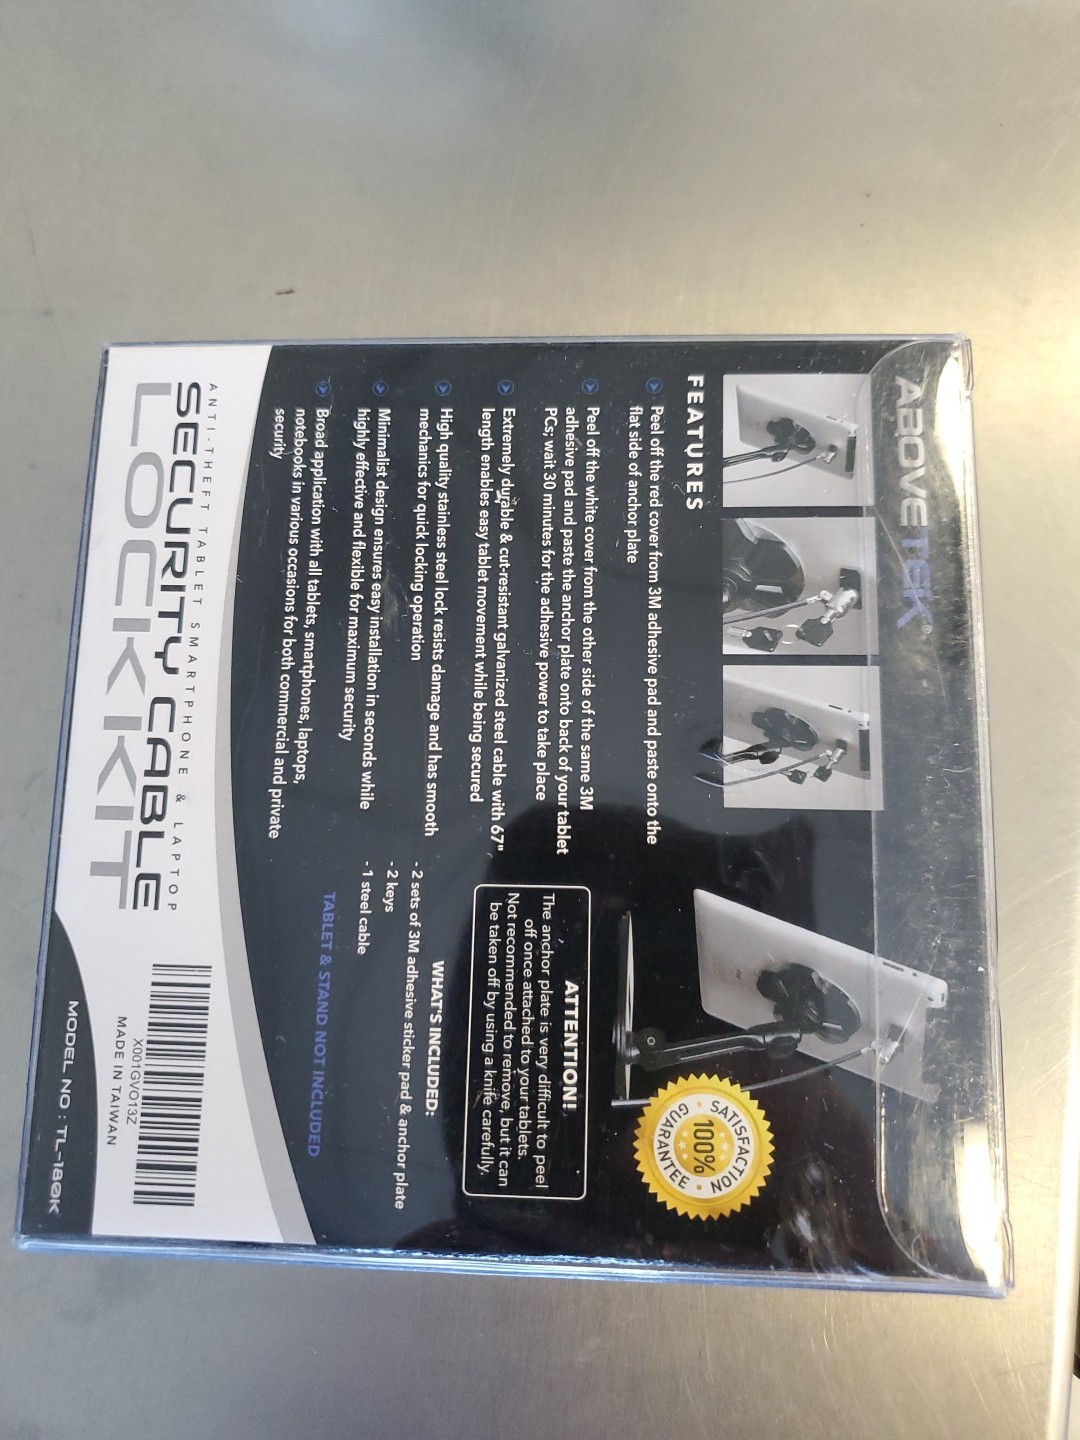 ABOVETEK®
FEATURES
Peel off the red cover from 3M adhesive pad and paste onto the
flat side of anchor plate
Peel off the white cover from the other side of the same 3M
adhesive pad and paste the anchor plate onto back of your tablet
PCs; wait 30 minutes for the adhesive power to take place
Extremely durable & cut-resistant galvanized steel cable with 67"
length enables easy tablet movement while being secured
High quality stainless steel lock resists damage and has smooth
mechanics for quick locking operation
Minimalist design ensures easy installation in seconds while
highly effective and flexible for maximum security
Broad application with all tablets, smartphones, laptops,
notebooks in various occasions for both commercial and private
security
SATISFACTION
100%
GUARANTEE
ATTENTION!
The anchor plate is very difficult to peel
off once attached to your tablets.
Not recommended to remove, but it can
be taken off by using a knife carefully.
WHAT'S INCLUDED:
- 2 sets of 3M adhesive sticker pad & anchor plate
- 2 keys
- 1 steel cable
TABLET & STAND NOT INCLUDED
ANTI-THEFT TABLET SMARTPHONE & LAPTOP
SECURITY CABLE
LOCK KIT
X001GVO13Z
MADE IN TAIWAN
MODEL NO : TL-180K